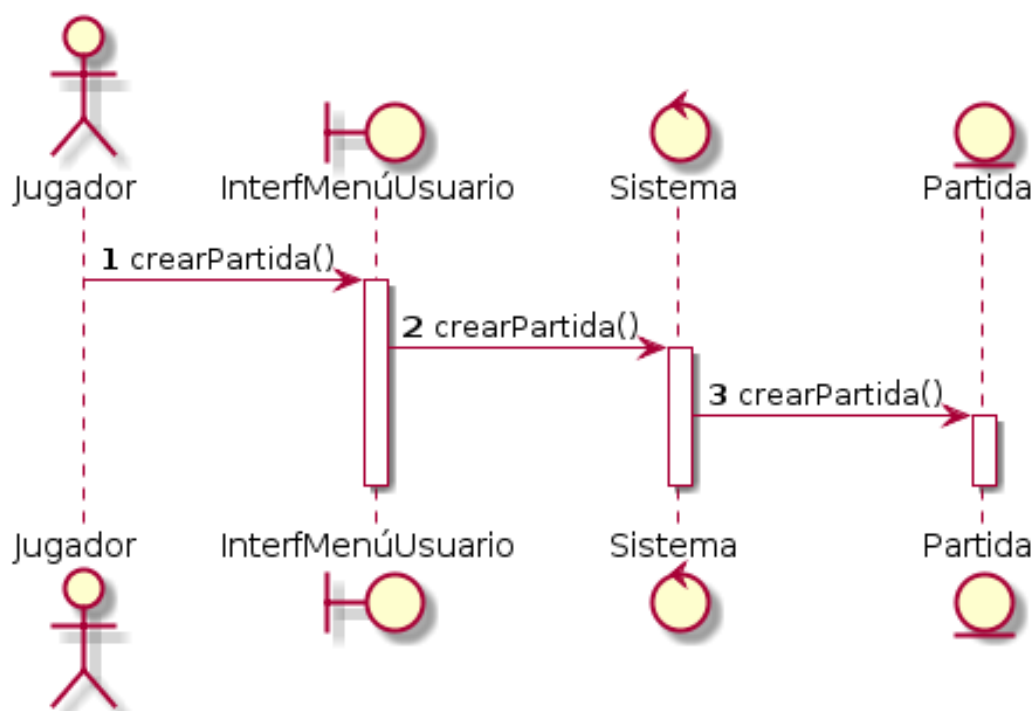 Jugador InterfMenúUsuario Sistema Partida
1 crearPartida()
2 crearPartida()
3 crearPartida()
Jugador InterfMenúUsuario Sistema Partida